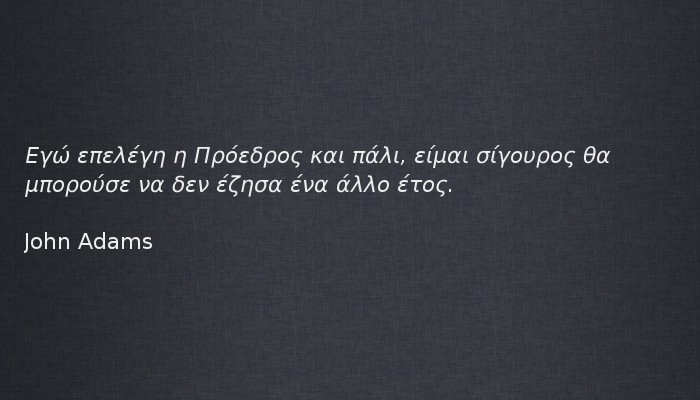 Εγώ επελέγη η Πρόεδρος και πάλι, είμαι σίγουρος θα
μπορούσε να δεν έζησα ένα άλλο έτος.
John Adams